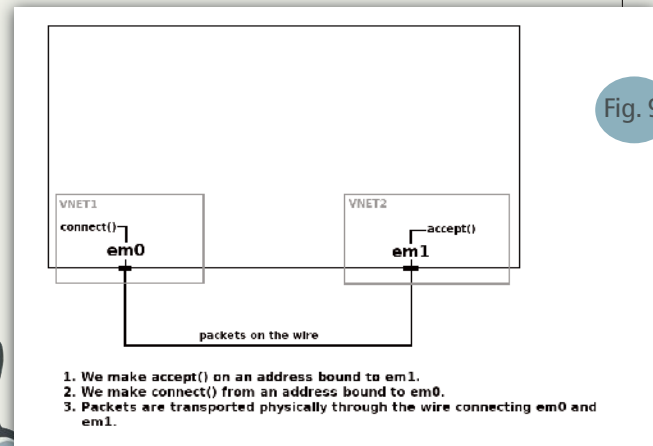 Fig. 9
VNET1
VNET2
connect()
accept()
em0
em1
packets on the wire
1. We make accept() on an address bound to em1.
2. We make connect() from an address bound to em0.
3. Packets are transported physically through the wire connecting em0 and
em1.